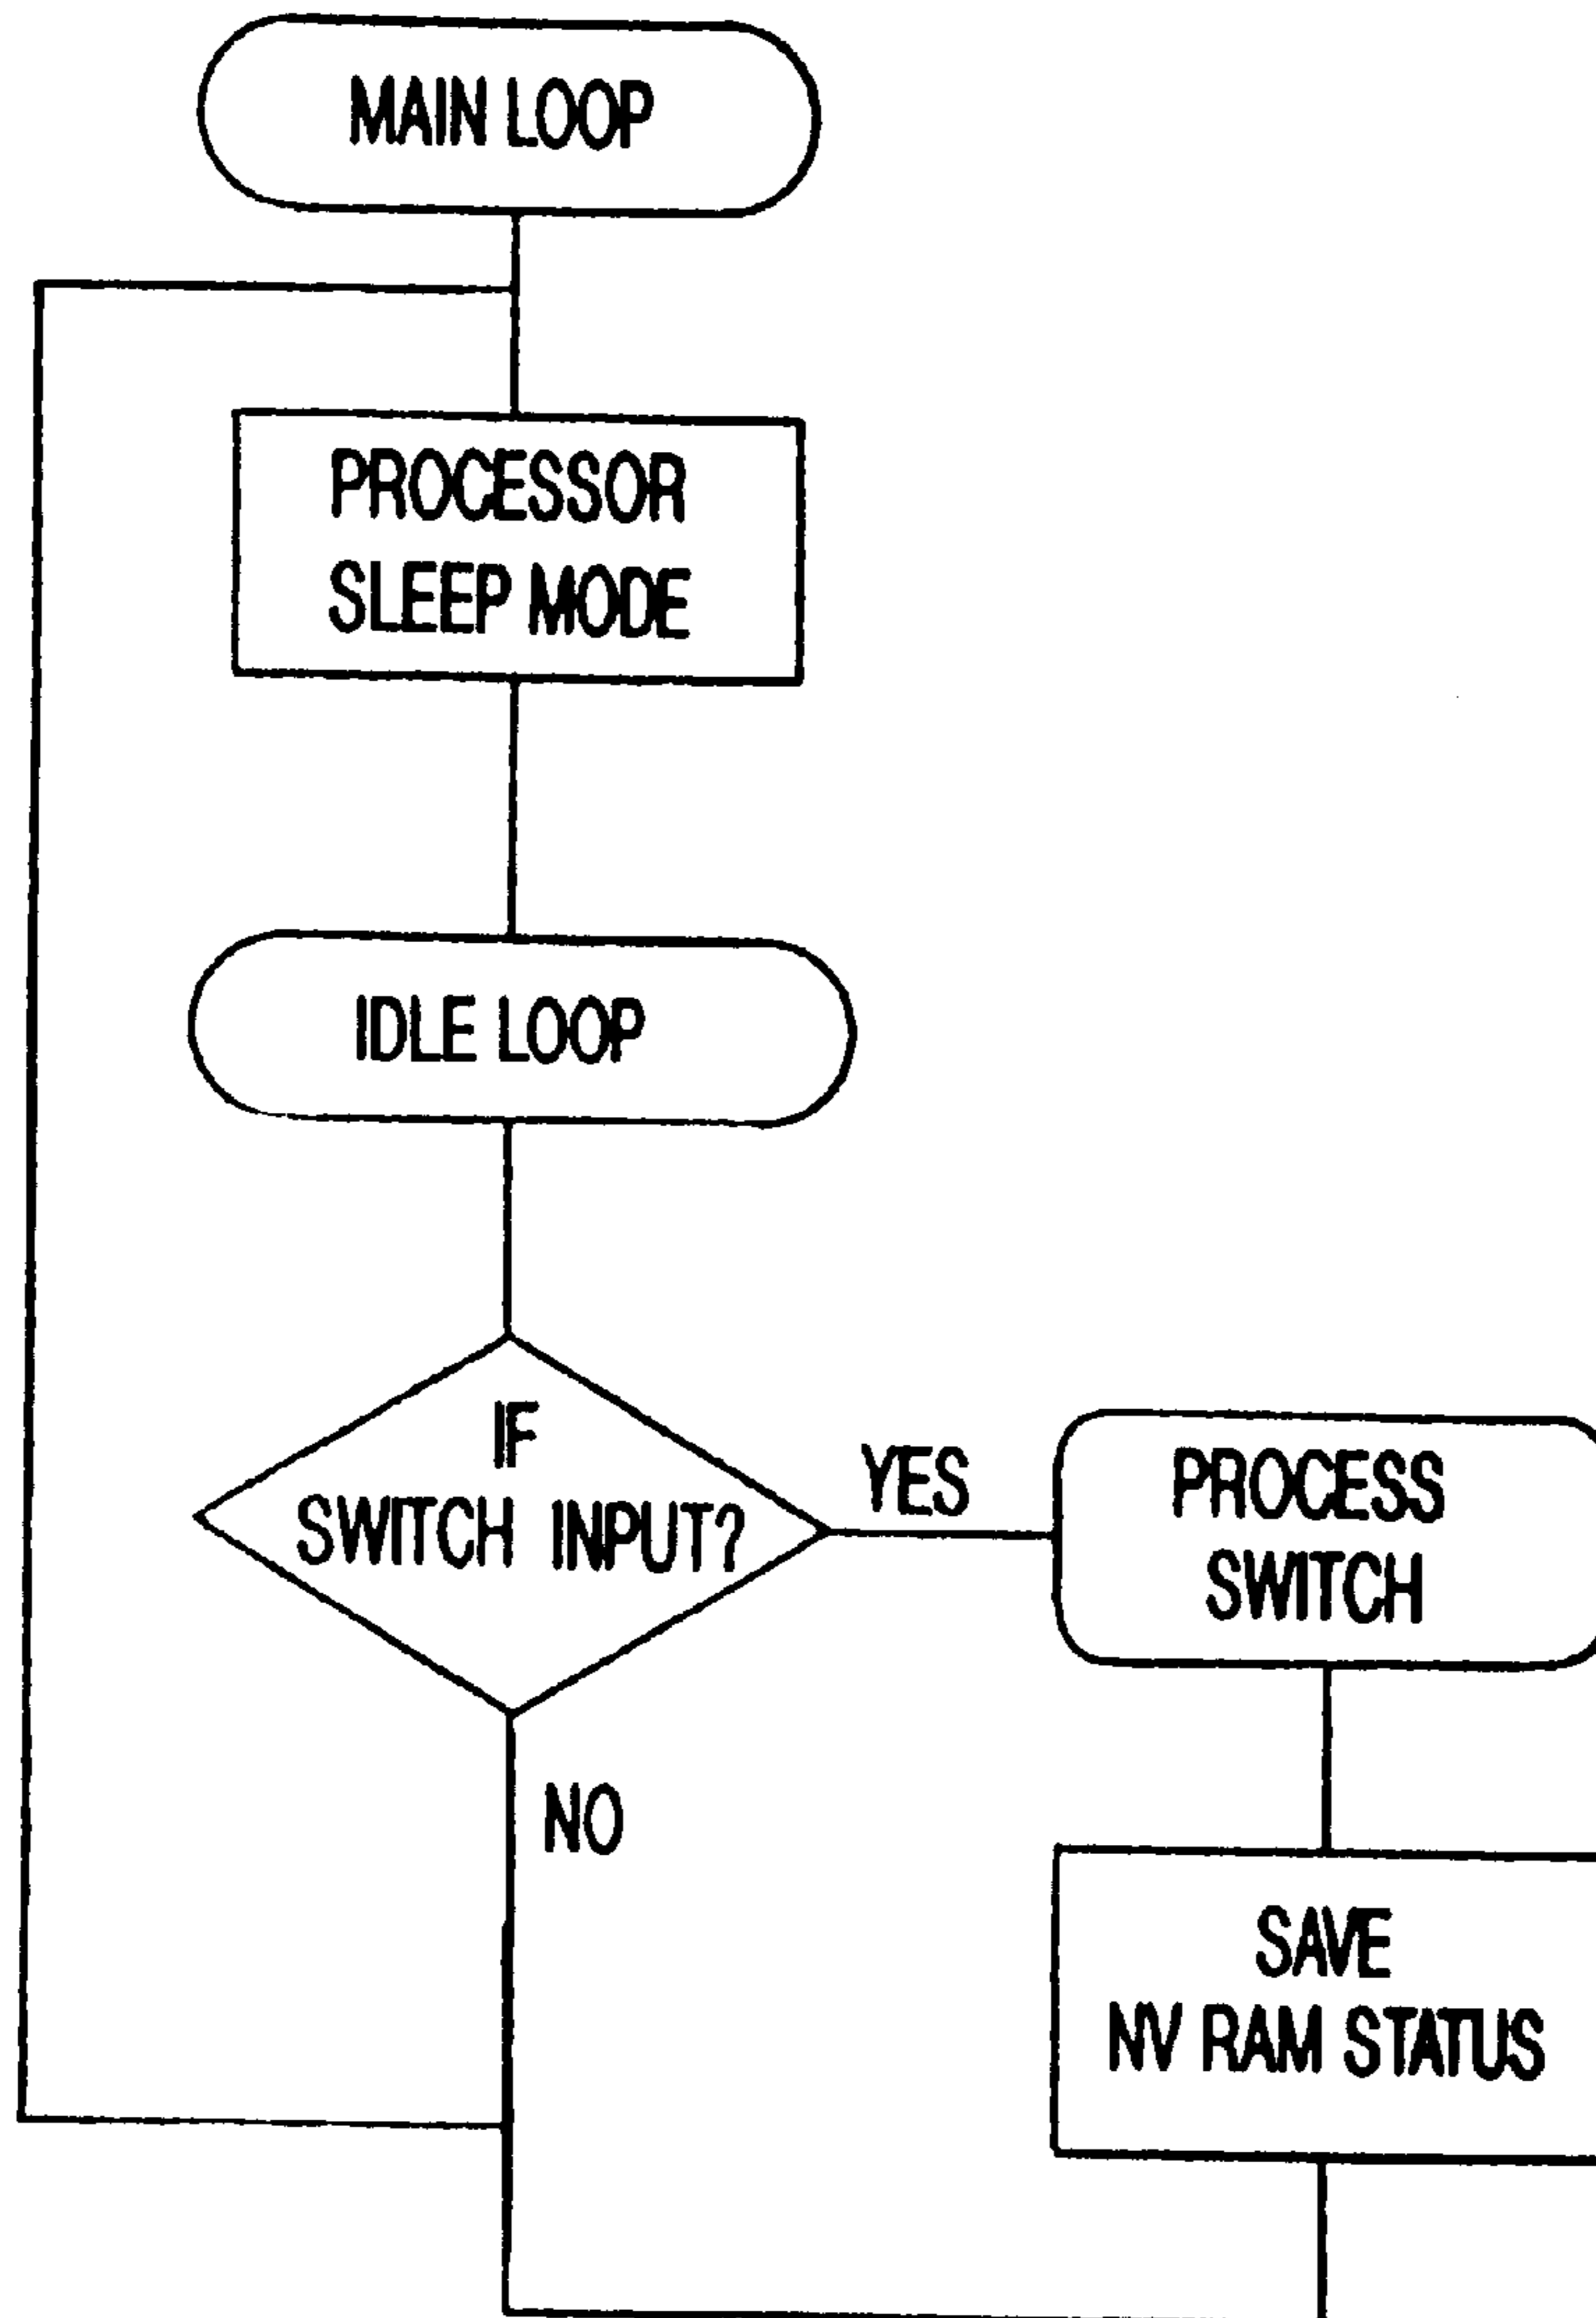 MAIN LOOP
PROCESSOR
SLEEP MODE
IDLE LOOP
IF
SWITCH INPUT?
YES
PROCESS
SWITCH
NO
SAVE
NV RAM STATUS